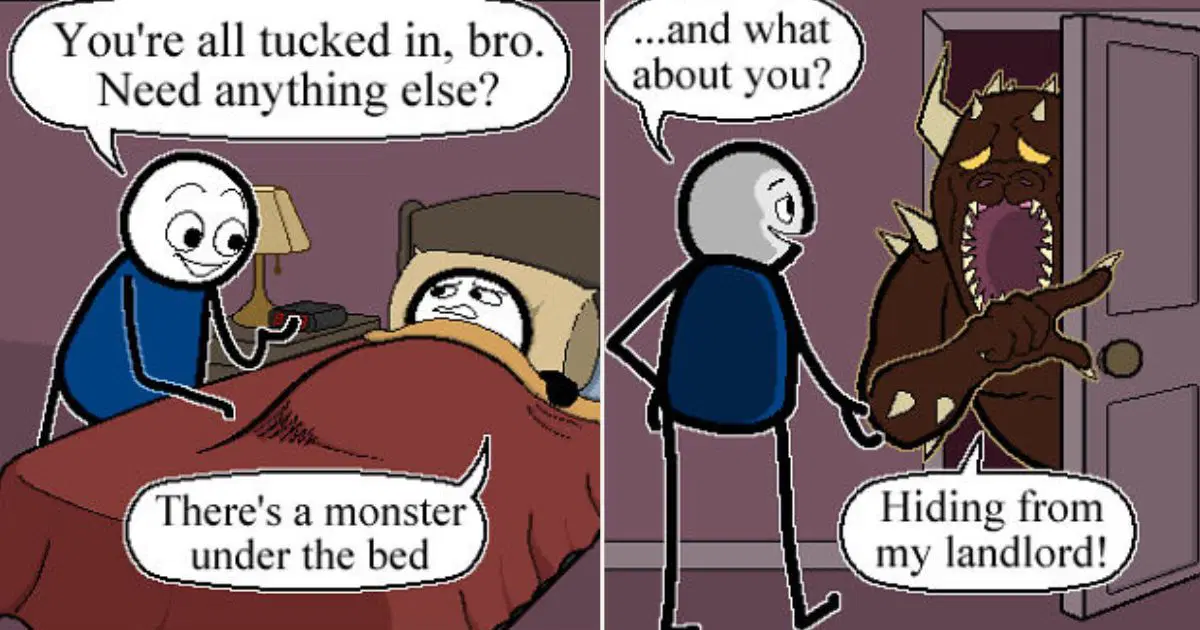 You're all tucked in, bro.
Need anything else?
There's a monster
under the bed
...and what
about you?
Hiding from
my landlord!